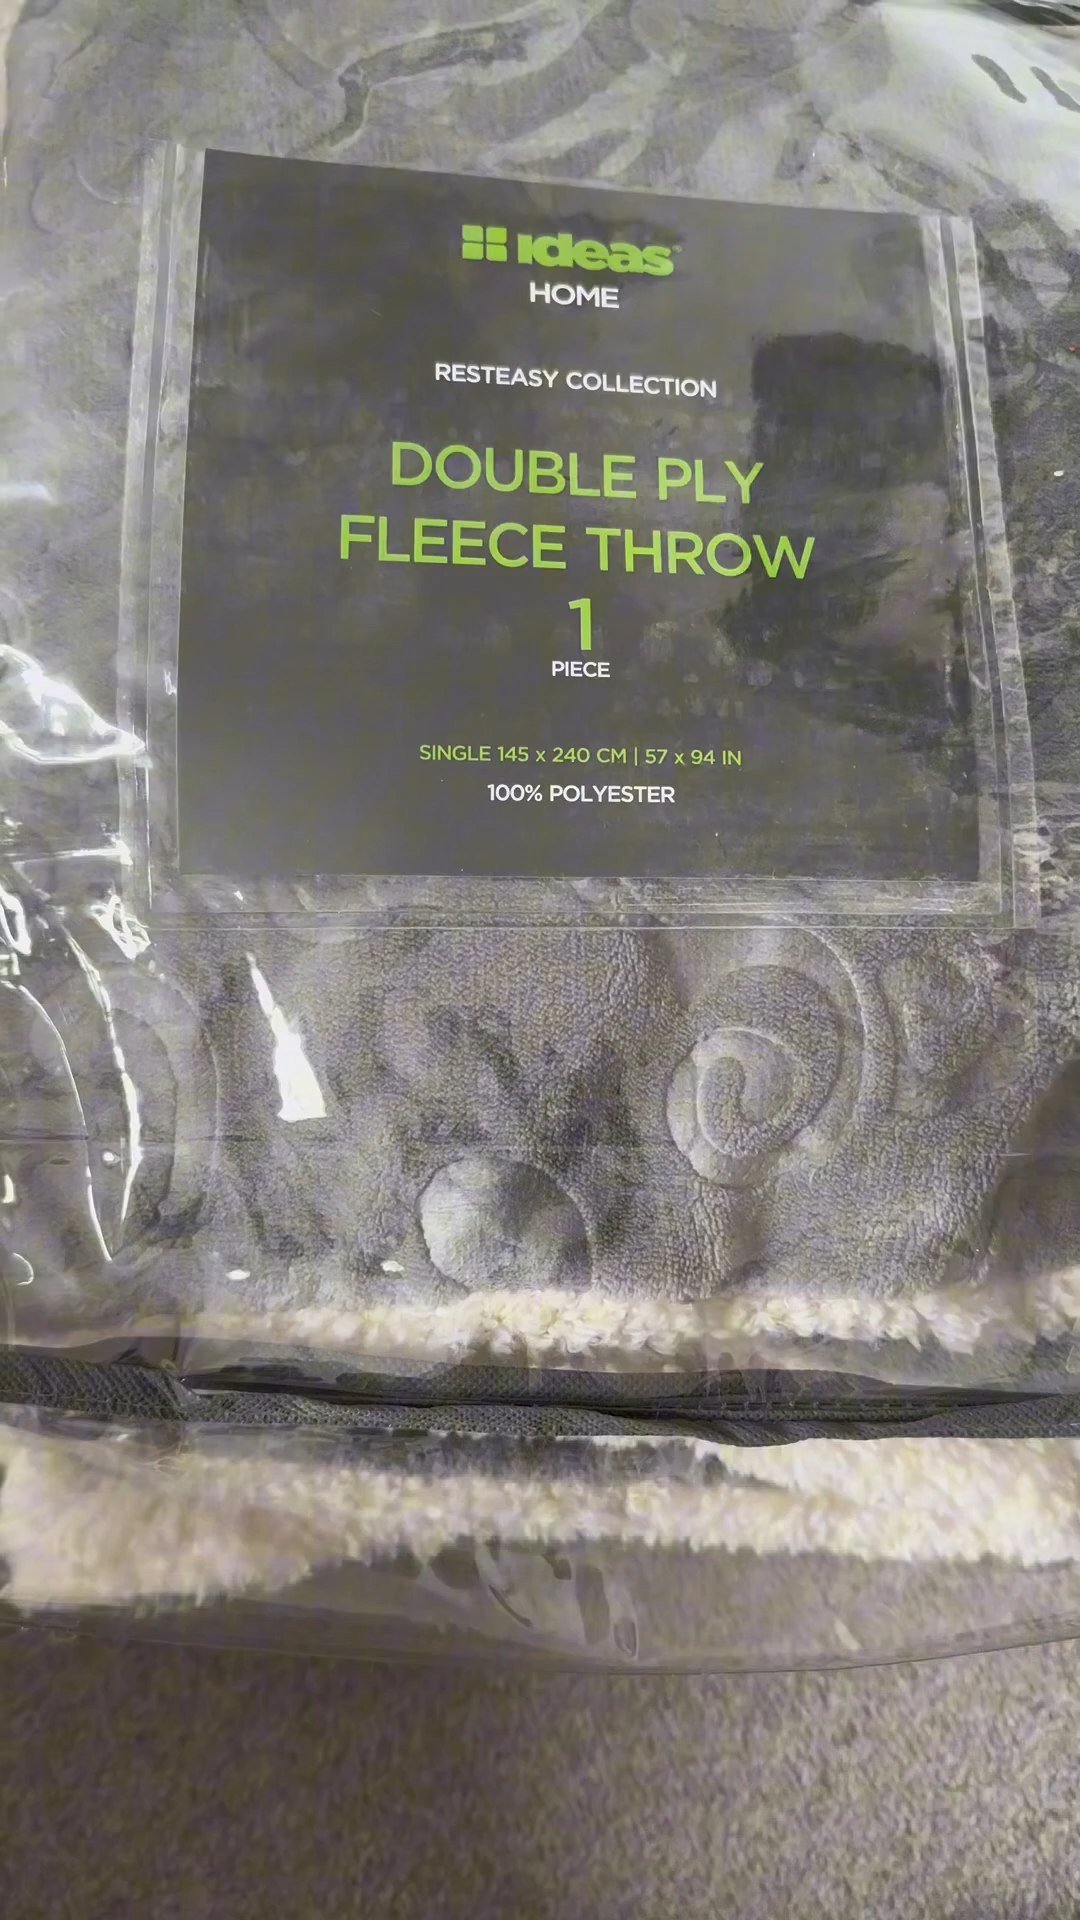 ideas
HOME
RESTEASY COLLECTION
DOUBLE PLY
FLEECE THROW
1
PIECE
SINGLE 145 x 240 CM | 57 x 94 IN
100% POLYESTER